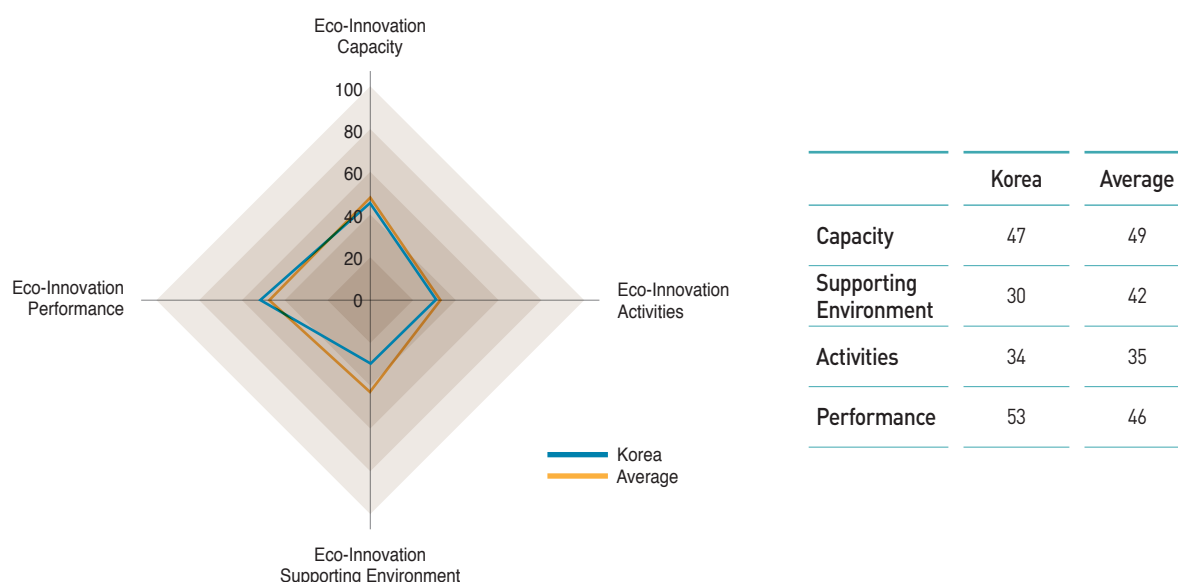 Eco-Innovation
Capacity
100
80
60
40
20
0
Eco-Innovation
Performance
Eco-Innovation
Activities
Korea
Average
Eco-Innovation
Supporting Environment
Korea Average
Capacity 47 49
Supporting
Environment 30 42
Activities 34 35
Performance 53 46